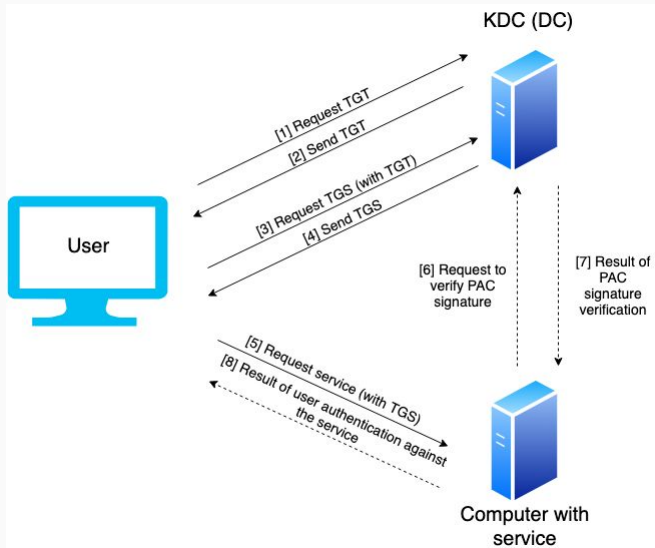 KDC (DC)
[1] Request TGT
[2] Send TGT
[3] Request TGS (with TGT)
[4] Send TGS
User
[6] Request to
verify PAC
signature
[7] Result of
PAC
signature
verification
[5] Request service (with TGS)
[8] Result of user authentication against
the service
Computer with
service